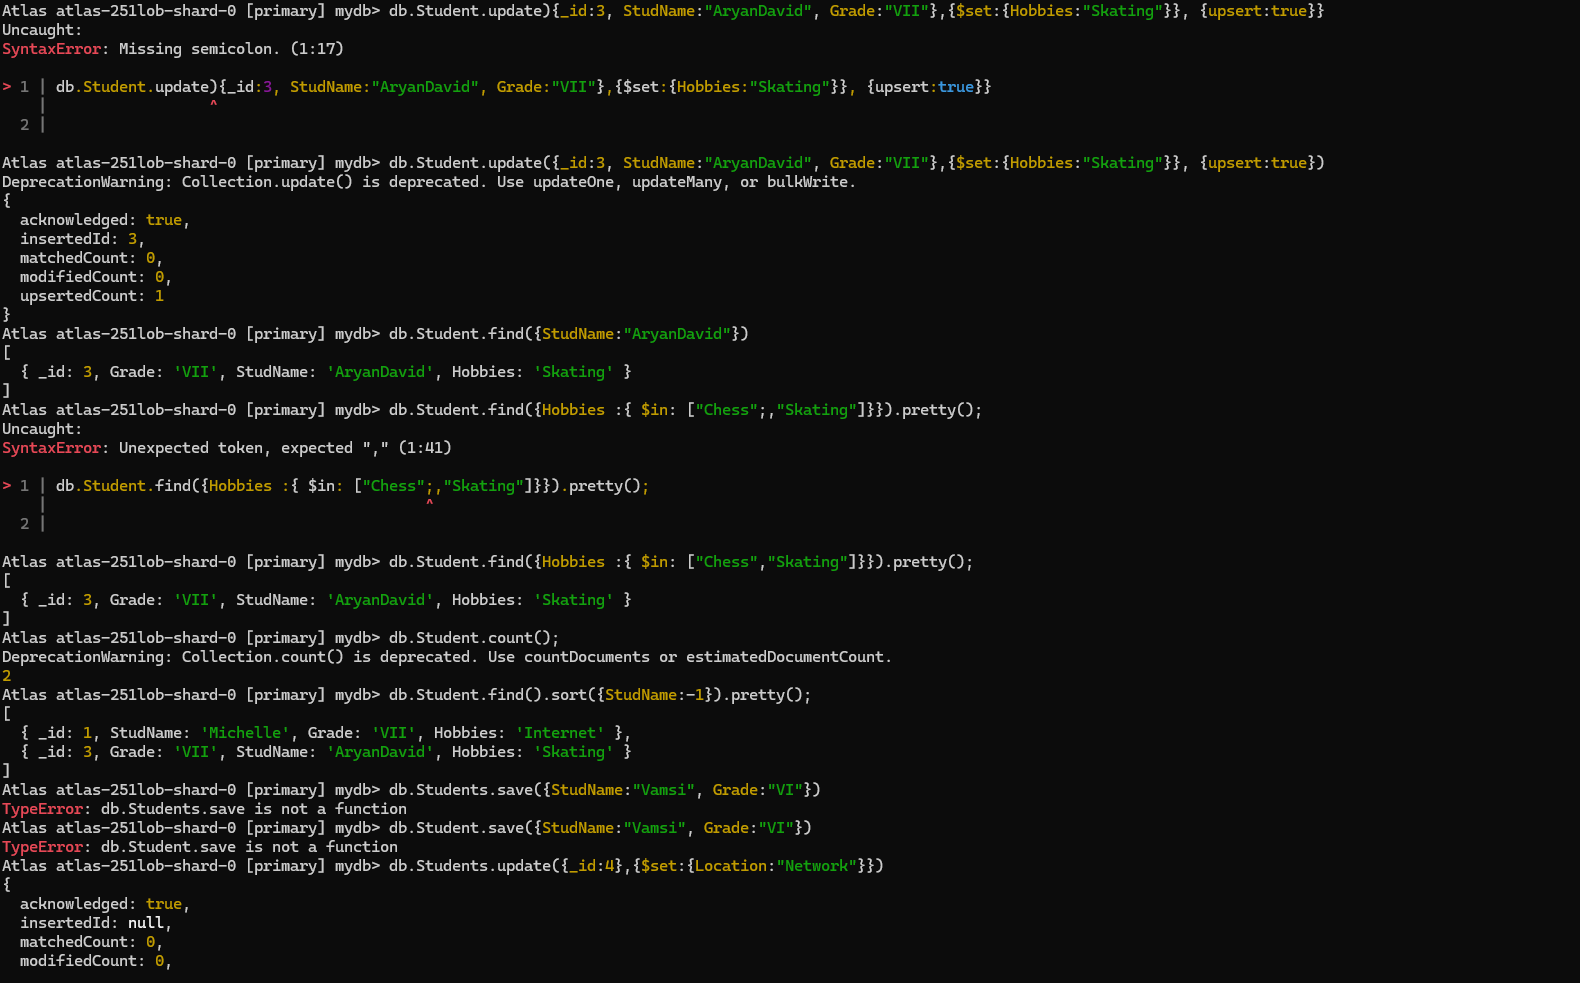 Atlas atlas-251lob-shard-0 [primary] mydb> db.Student.update){_id:3, StudName:"AryanDavid", Grade:"VII"},{$set:{Hobbies:"Skating"}}, {upsert:true}}
Uncaught:
SyntaxError: Missing semicolon. (1:17)

> 1 | db.Student.update){_id:3, StudName:"AryanDavid", Grade:"VII"},{$set:{Hobbies:"Skating"}}, {upsert:true}}
    |                  ^
  2 |

Atlas atlas-251lob-shard-0 [primary] mydb> db.Student.update({_id:3, StudName:"AryanDavid", Grade:"VII"},{$set:{Hobbies:"Skating"}}, {upsert:true})
DeprecationWarning: Collection.update() is deprecated. Use updateOne, updateMany, or bulkWrite.
{
  acknowledged: true,
  insertedId: 3,
  matchedCount: 0,
  modifiedCount: 0,
  upsertedCount: 1
}
Atlas atlas-251lob-shard-0 [primary] mydb> db.Student.find({StudName:"AryanDavid"})
[
  { _id: 3, Grade: 'VII', StudName: 'AryanDavid', Hobbies: 'Skating' }
]
Atlas atlas-251lob-shard-0 [primary] mydb> db.Student.find({Hobbies :{ $in: ["Chess";,"Skating"]}}).pretty();
Uncaught:
SyntaxError: Unexpected token, expected "," (1:41)

> 1 | db.Student.find({Hobbies :{ $in: ["Chess";,"Skating"]}}).pretty();
    |                                          ^
  2 |

Atlas atlas-251lob-shard-0 [primary] mydb> db.Student.find({Hobbies :{ $in: ["Chess","Skating"]}}).pretty();
[
  { _id: 3, Grade: 'VII', StudName: 'AryanDavid', Hobbies: 'Skating' }
]
Atlas atlas-251lob-shard-0 [primary] mydb> db.Student.count();
DeprecationWarning: Collection.count() is deprecated. Use countDocuments or estimatedDocumentCount.
2
Atlas atlas-251lob-shard-0 [primary] mydb> db.Student.find().sort({StudName:-1}).pretty();
[
  { _id: 1, StudName: 'Michelle', Grade: 'VII', Hobbies: 'Internet' },
  { _id: 3, Grade: 'VII', StudName: 'AryanDavid', Hobbies: 'Skating' }
]
Atlas atlas-251lob-shard-0 [primary] mydb> db.Students.save({StudName:"Vamsi", Grade:"VI"})
TypeError: db.Students.save is not a function
Atlas atlas-251lob-shard-0 [primary] mydb> db.Student.save({StudName:"Vamsi", Grade:"VI"})
TypeError: db.Student.save is not a function
Atlas atlas-251lob-shard-0 [primary] mydb> db.Students.update({_id:4},{$set:{Location:"Network"}})
{
  acknowledged: true,
  insertedId: null,
  matchedCount: 0,
  modifiedCount: 0,